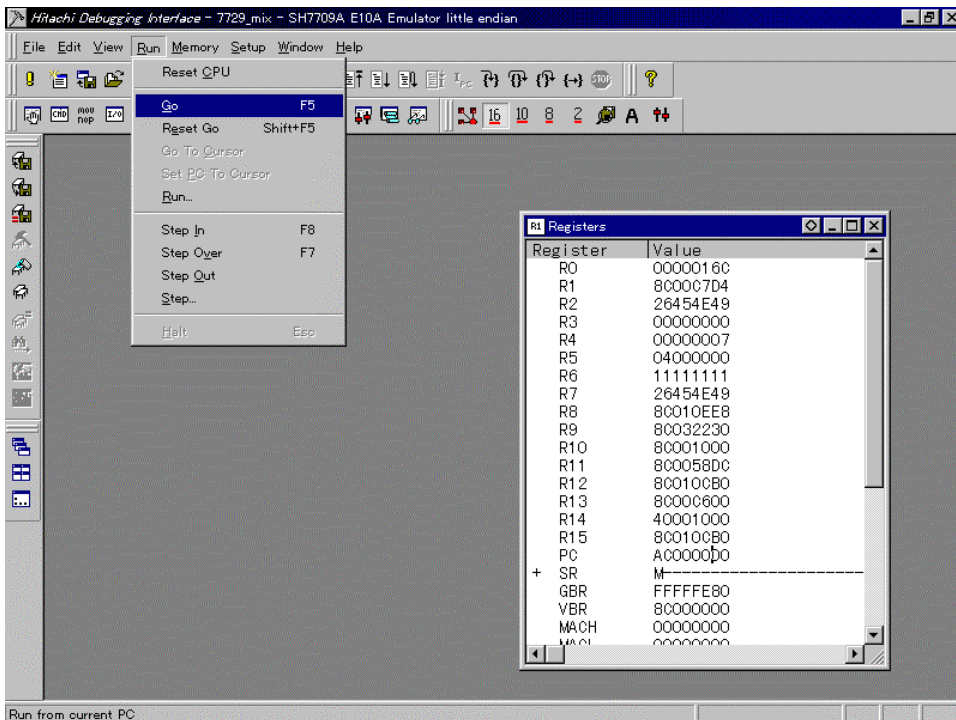 Hitachi Debugging Interface - 7729_mix - SH7709A E10A Emulator little endian
File Edit View Run Memory Setup Window Help
Reset CPU
Go F5
Reset Go Shift+F5
Go To Cursor
Set PC To Cursor
Run...
Step In F8
Step Over F7
Step Out
Step...
Halt Esc
STOP
CMD
I/O
16 10 8 2 A
R1 Registers
Register Value
R0 0000016C
R1 8C00C7D4
R2 26454E49
R3 00000000
R4 00000007
R5 04000000
R6 11111111
R7 26454E49
R8 8C010EE8
R9 8C032230
R10 8C001000
R11 8C0058DC
R12 8C010CB0
R13 8C00C600
R14 40001000
R15 8C010CB0
PC AC000000
+ SR M--------------------
GBR FFFFFE80
VBR 8C000000
MACH 00000000
Run from current PC